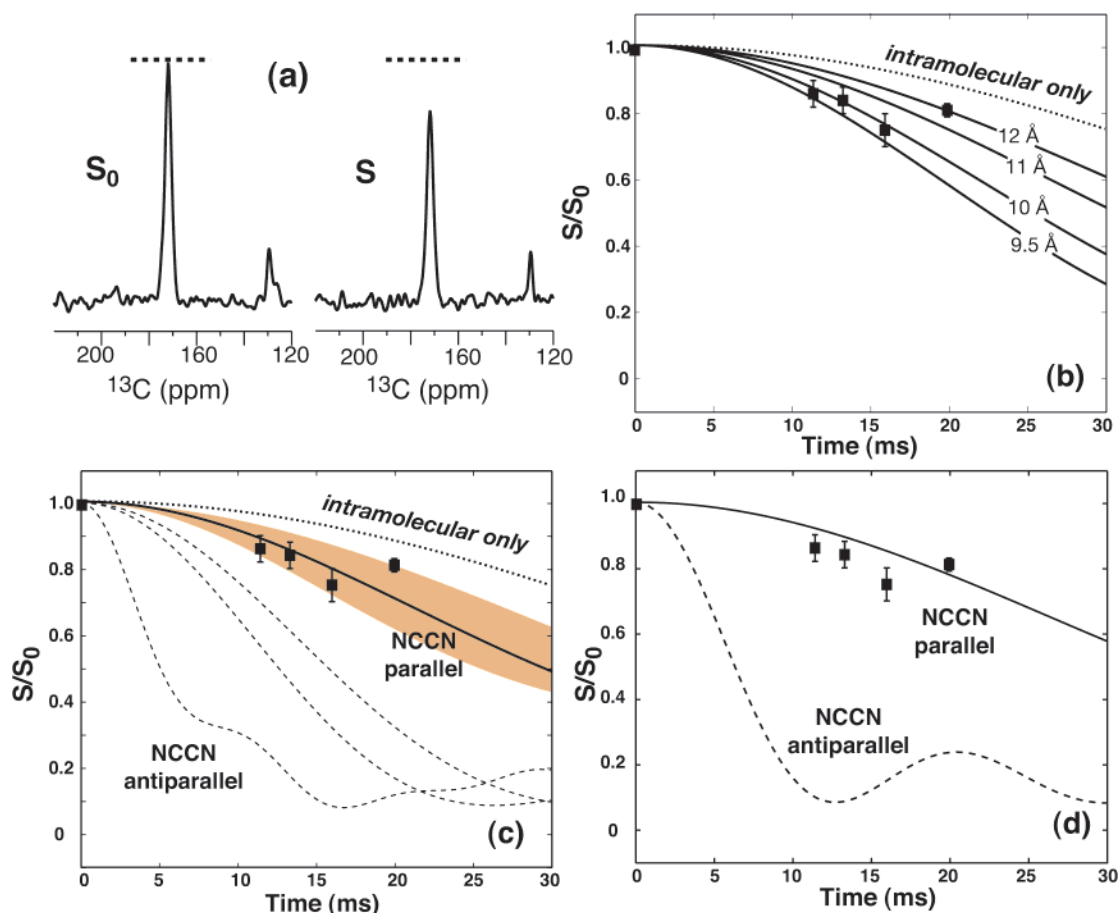 (a)
S0
S
200
160
120
200
160
120
13C (ppm)
13C (ppm)
S/S0
1.0
0.8
0.6
0.4
0.2
0
intramolecular only
12 Å
11 Å
10 Å
9.5 Å
(b)
0
5
10
15
20
25
30
Time (ms)
S/S0
1.0
0.8
0.6
0.4
0.2
0
intramolecular only
NCCN
parallel
NCCN
antiparallel
(c)
0
5
10
15
20
25
30
Time (ms)
S/S0
1.0
0.8
0.6
0.4
0.2
0
NCCN
parallel
NCCN
antiparallel
(d)
0
5
10
15
20
25
30
Time (ms)